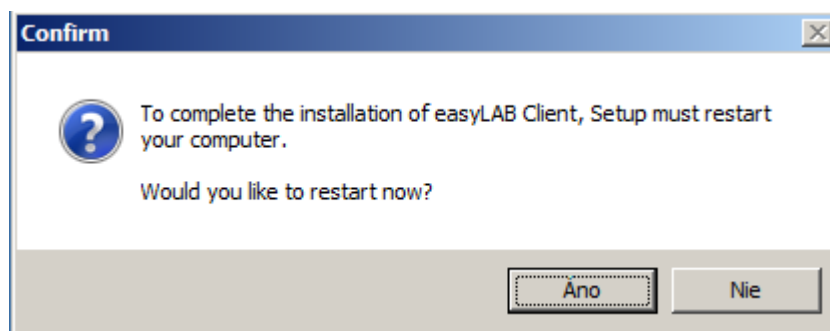 Confirm
To complete the installation of easyLAB Client, Setup must restart
your computer.
Would you like to restart now?
Áno
Nie